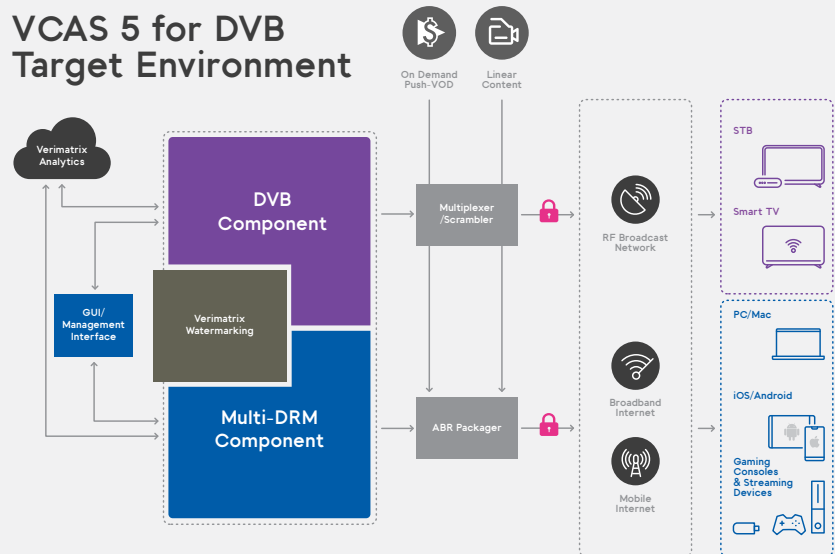 VCAS 5 for DVB
Target Environment
On Demand
Push-VOD
Linear
Content
Verimatrix
Analytics
DVB
Component
Multiplexer
/Scrambler
RF Broadcast
Network
STB
Smart TV
GUI/
Management
Interface
Verimatrix
Watermarking
PC/Mac
Multi-DRM
Component
ABR Packager
Broadband
Internet
Mobile
Internet
iOS/Android
Gaming
Consoles
& Streaming
Devices